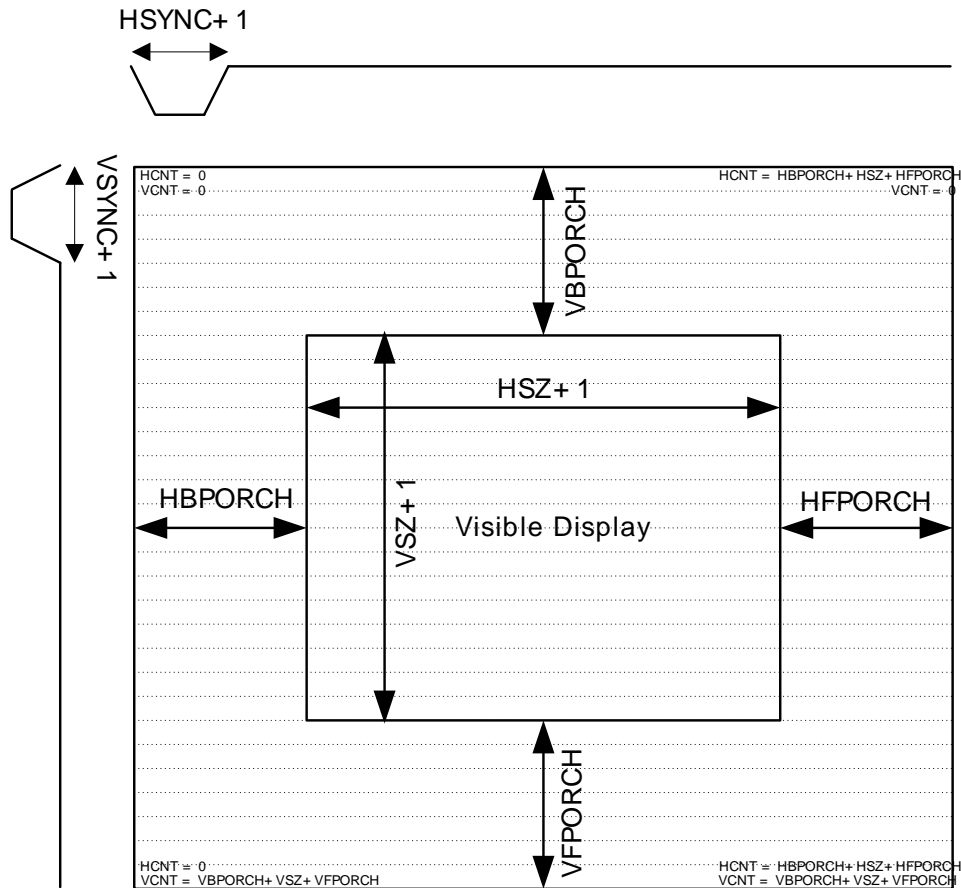 HSYNC+ 1
VSYNC+ 1
HCNT = 0
VCNT = 0
HCNT = HBPORCH+ HSZ+ HFPORCH
VCNT = 0
VBPORCH
HSZ+ 1
HBPORCH
VSZ+ 1
Visible Display
HFPORCH
VFPORCH
HCNT = 0
VCNT = VBPORCH+ VSZ+ VFPORCH
HCNT = HBPORCH+ HSZ+ HFPORCH
VCNT = VBPORCH+ VSZ+ VFPORCH